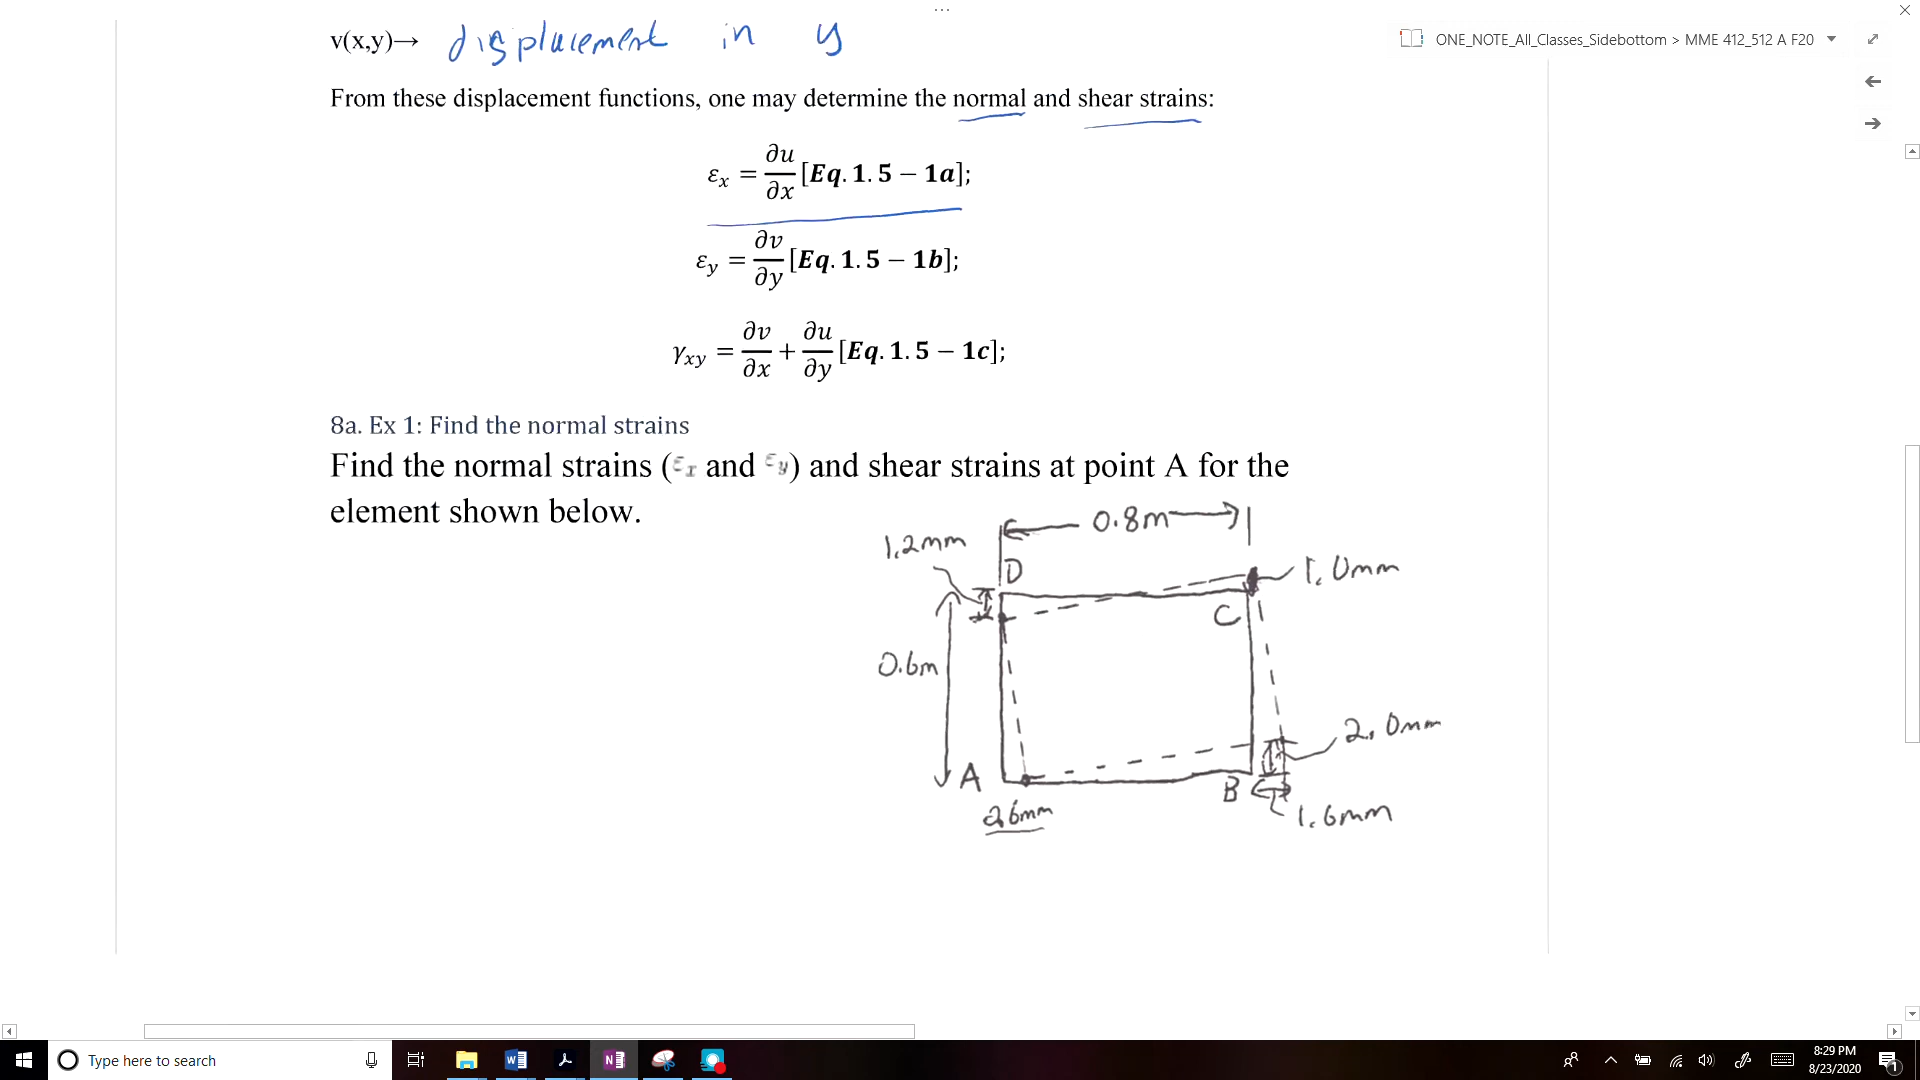 ...
v(x,y)→ displacement in y
ONE_NOTE_All_Classes_Sidebottom > MME 412_512 A F20
From these displacement functions, one may determine the normal and shear strains:
εx = ∂u/∂x [Eq. 1.5 − 1a];
εy = ∂v/∂y [Eq. 1.5 − 1b];
γxy = ∂v/∂x + ∂u/∂y [Eq. 1.5 − 1c];
8a. Ex 1: Find the normal strains
Find the normal strains (εx and εy) and shear strains at point A for the
element shown below.
0.8m
1.2mm
D
1.0mm
C
0.6m
2.0mm
A
B
1.6mm
Type here to search
8:29 PM
8/23/2020
1